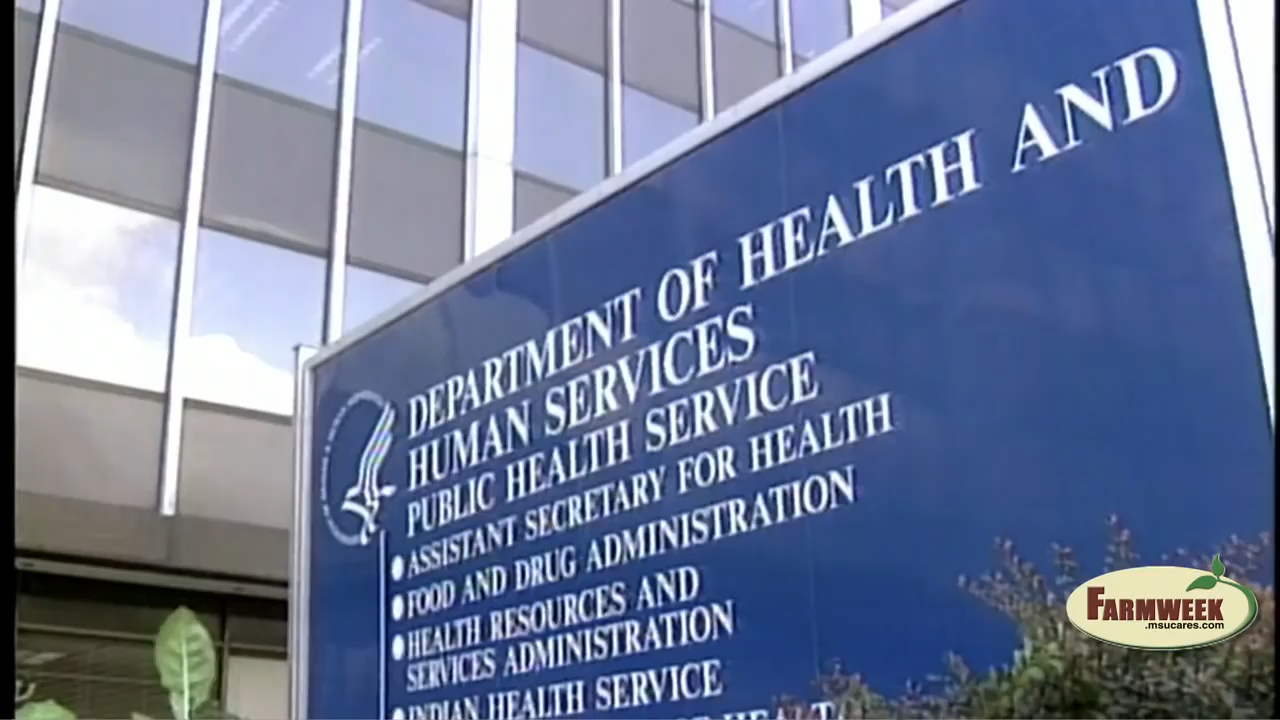 DEPARTMENT OF HEALTH AND
HUMAN SERVICES
PUBLIC HEALTH SERVICE
●ASSISTANT SECRETARY FOR HEALTH
●FOOD AND DRUG ADMINISTRATION
●HEALTH RESOURCES AND
SERVICES ADMINISTRATION
●INDIAN HEALTH SERVICE
FARMWEEK
.msucares.com